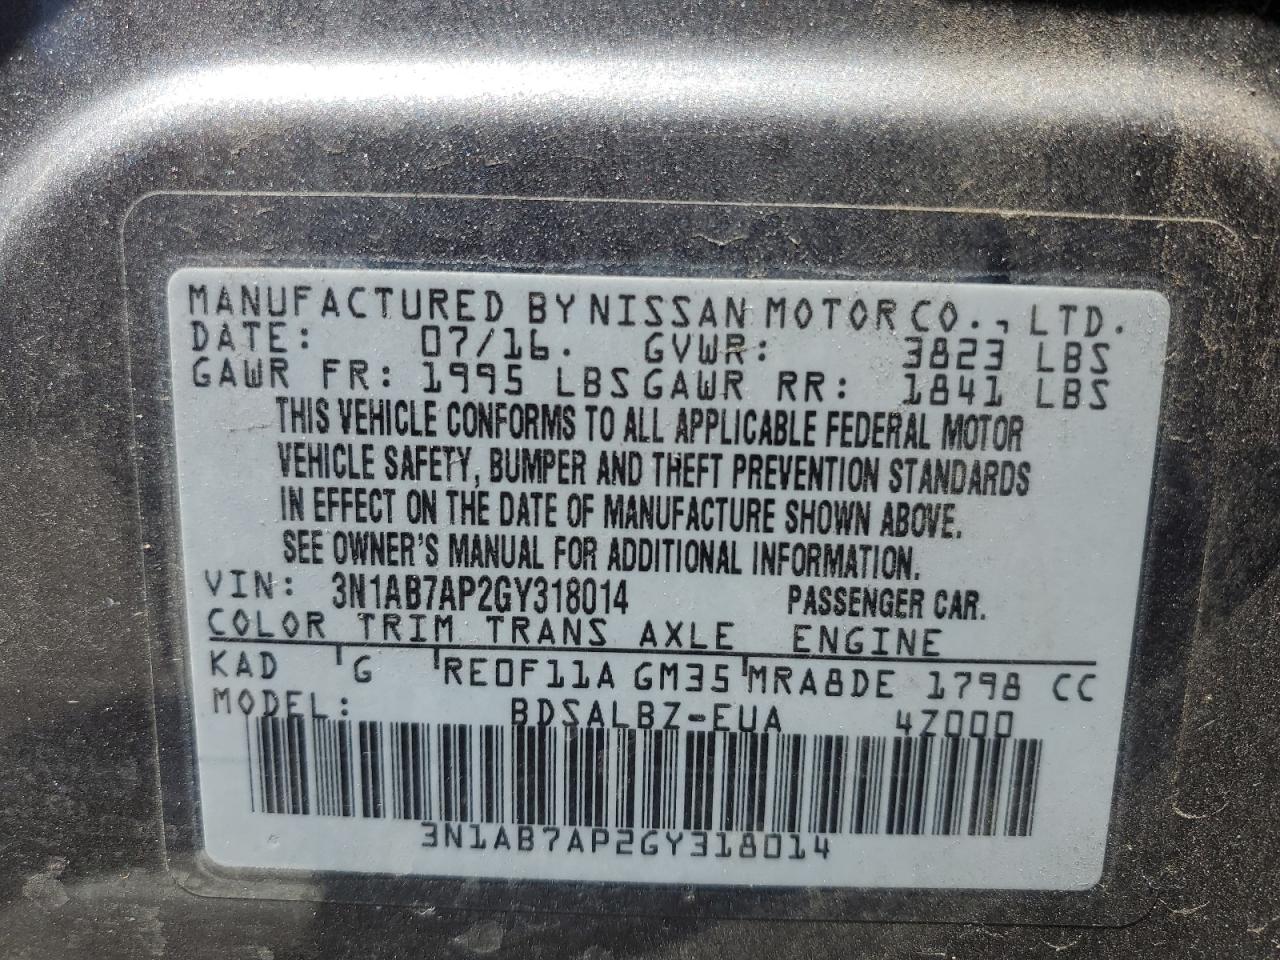 MANUFACTURED BY NISSAN MOTOR CO., LTD.
DATE: 07/16. GVWR: 3823 LBS
GAWR FR: 1995 LBS GAWR RR: 1841 LBS
THIS VEHICLE CONFORMS TO ALL APPLICABLE FEDERAL MOTOR
VEHICLE SAFETY, BUMPER AND THEFT PREVENTION STANDARDS
IN EFFECT ON THE DATE OF MANUFACTURE SHOWN ABOVE.
SEE OWNER'S MANUAL FOR ADDITIONAL INFORMATION.
VIN: 3N1AB7AP2GY318014 PASSENGER CAR.
COLOR TRIM TRANS AXLE ENGINE
KAD G RE0F11A GM35 MRA8DE 1798 CC
MODEL: BDSALBZ-EUA 4Z000
3N1AB7AP2GY318014